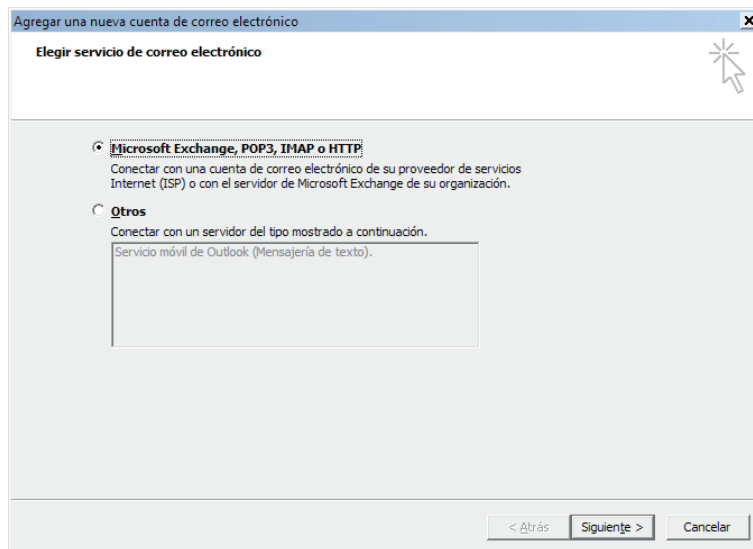 Agregar una nueva cuenta de correo electrónico
Elegir servicio de correo electrónico
Microsoft Exchange, POP3, IMAP o HTTP
Conectar con una cuenta de correo electrónico de su proveedor de servicios
Internet (ISP) o con el servidor de Microsoft Exchange de su organización.
Otros
Conectar con un servidor del tipo mostrado a continuación.
Servicio móvil de Outlook (Mensajería de texto).
< Atrás
Siguiente >
Cancelar